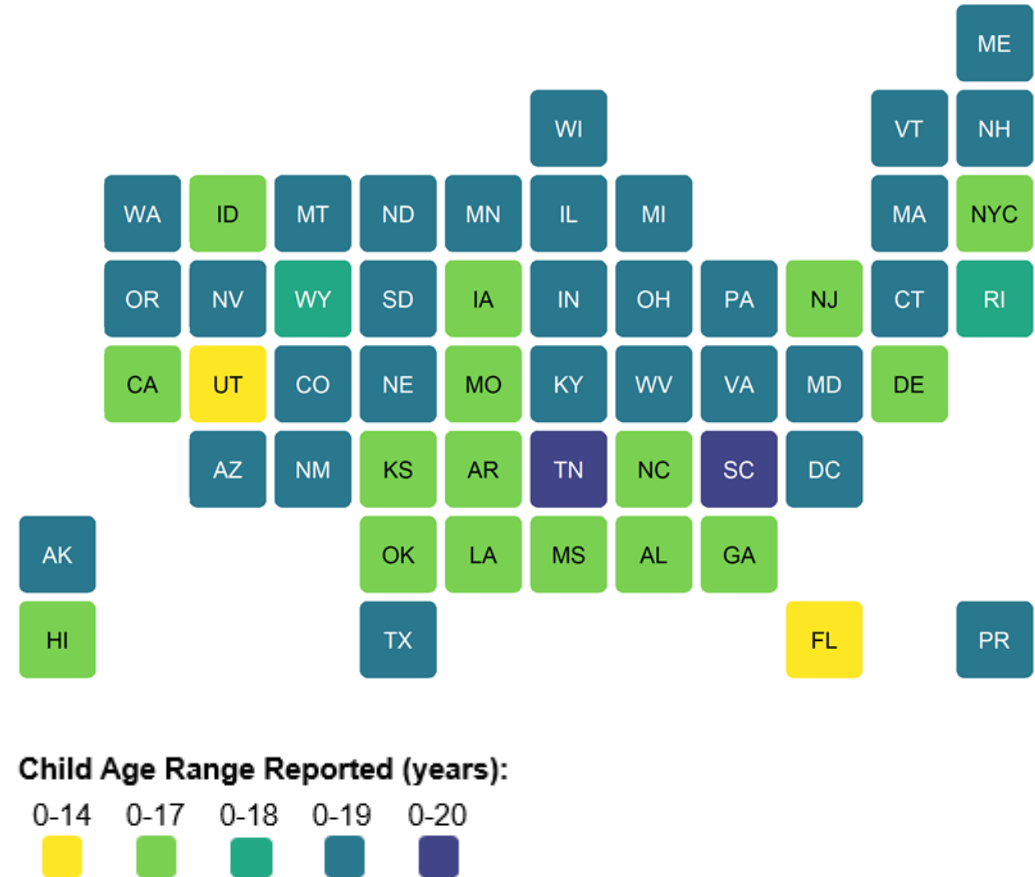 ME
WI VT NH
WA ID MT ND MN IL MI MA NYC
OR NV WY SD IA IN OH PA NJ CT RI
CA UT CO NE MO KY WV VA MD DE
AZ NM KS AR TN NC SC DC
AK OK LA MS AL GA
HI TX FL PR
Child Age Range Reported (years):
0-14 0-17 0-18 0-19 0-20